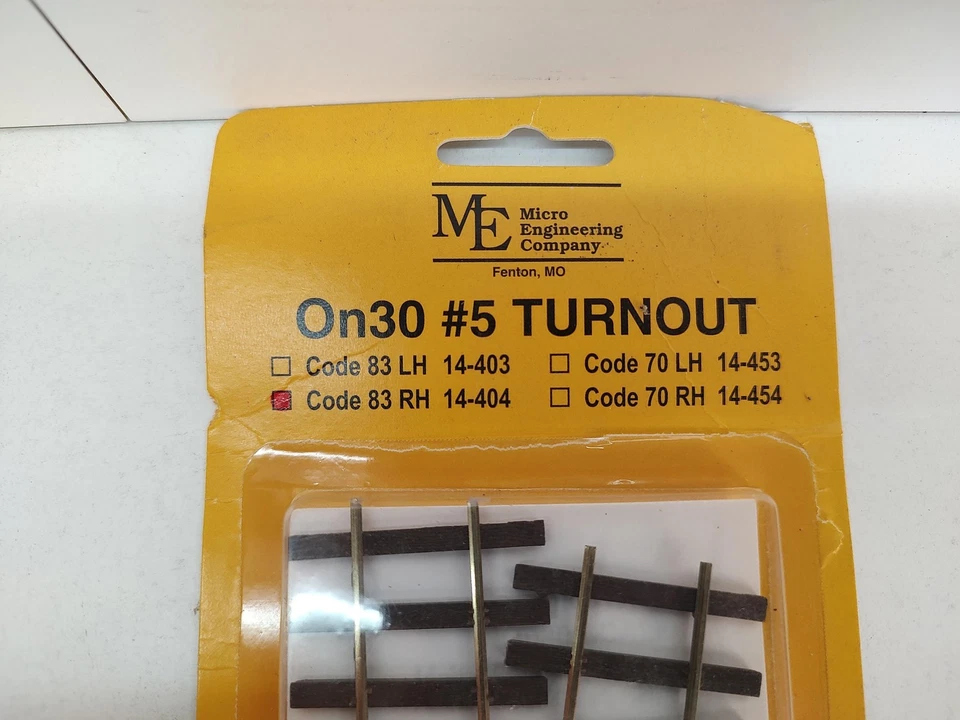 ME Micro
Engineering
Company
Fenton, MO
On30 #5 TURNOUT
Code 83 LH 14-403
Code 70 LH 14-453
Code 83 RH 14-404
Code 70 RH 14-454